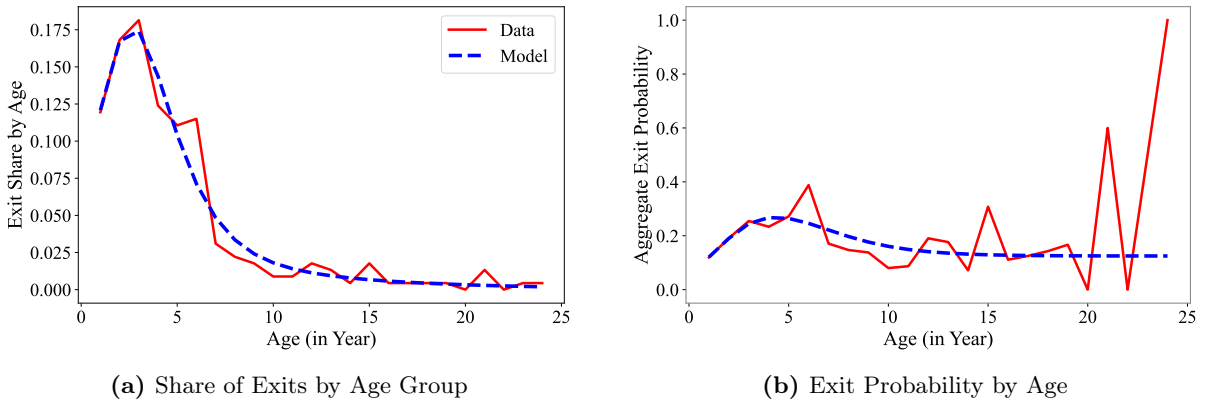 Exit Share by Age
0.175
0.150
0.125
0.100
0.075
0.050
0.025
0.000
0 5 10 15 20 25
Age (in Year)
Data
Model
(a) Share of Exits by Age Group
Aggregate Exit Probability
1.0
0.8
0.6
0.4
0.2
0.0
0 5 10 15 20 25
Age (in Year)
(b) Exit Probability by Age